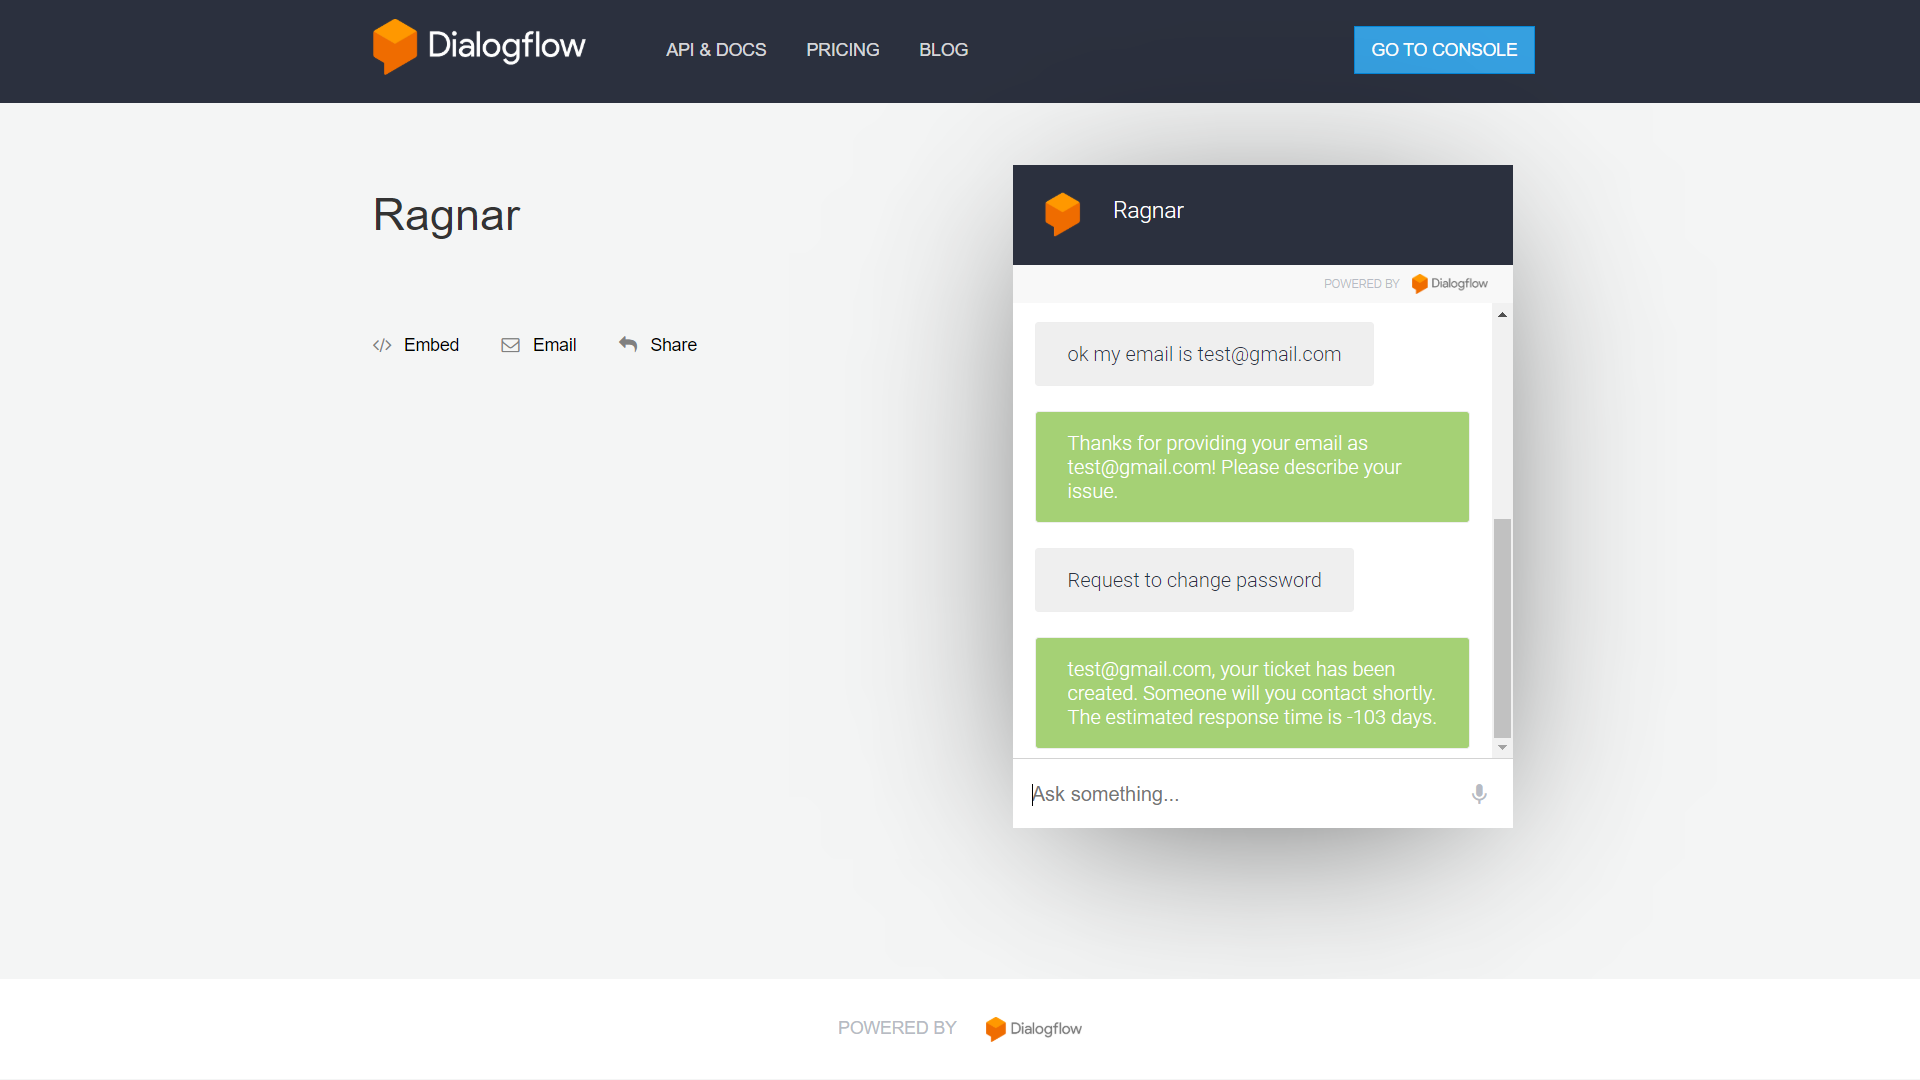 Dialogflow
API & DOCS
PRICING
BLOG
GO TO CONSOLE
Ragnar
Embed
Email
Share
Ragnar
POWERED BY Dialogflow
ok my email is test@gmail.com
Thanks for providing your email as
test@gmail.com! Please describe your
issue.
Request to change password
test@gmail.com, your ticket has been
created. Someone will you contact shortly.
The estimated response time is -103 days.
Ask something...
POWERED BY Dialogflow